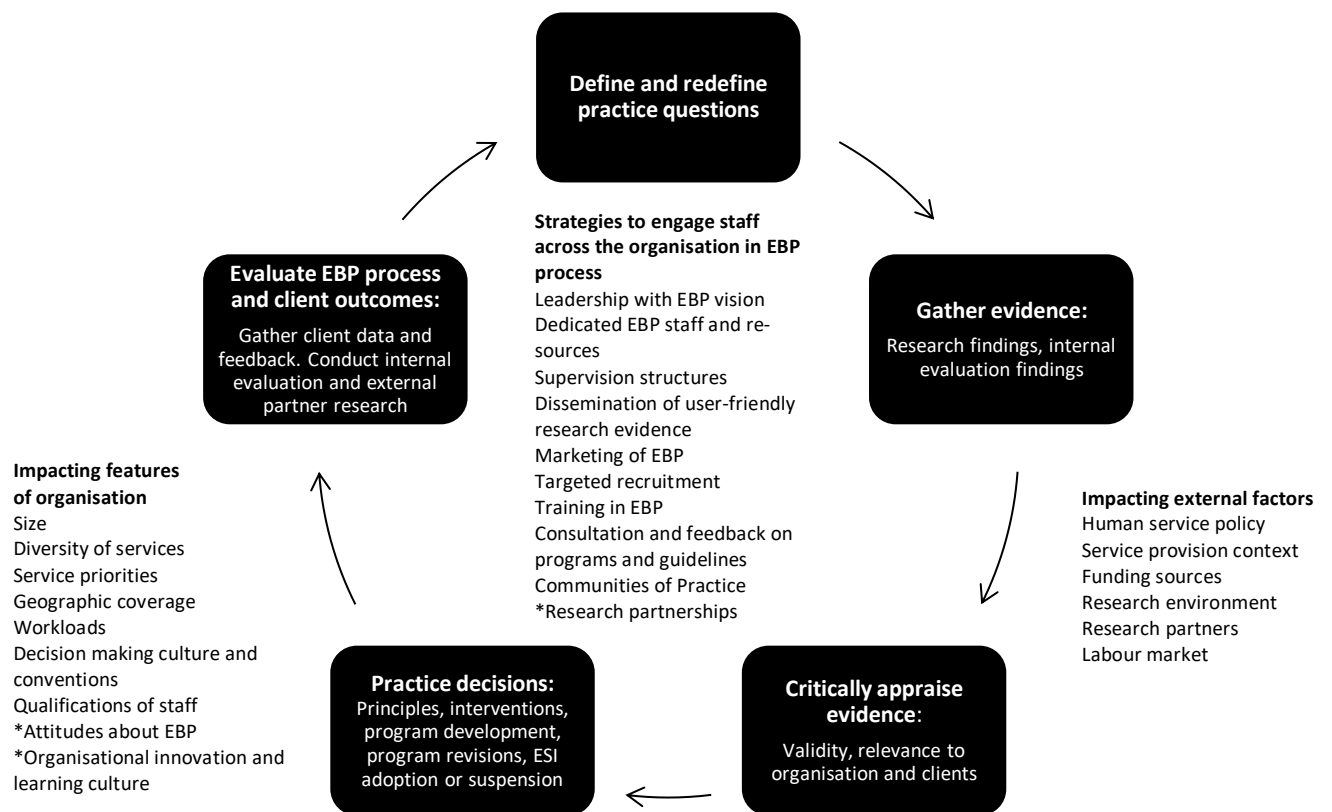 Define and redefine
practice questions
Strategies to engage staff
across the organisation in EBP
process
Leadership with EBP vision
Dedicated EBP staff and re-
sources
Supervision structures
Dissemination of user-friendly
research evidence
Marketing of EBP
Targeted recruitment
Training in EBP
Consultation and feedback on
programs and guidelines
Communities of Practice
*Research partnerships
Gather evidence:
Research findings, internal
evaluation findings
Impacting external factors
Human service policy
Service provision context
Funding sources
Research environment
Research partners
Labour market
Critically appraise
evidence:
Validity, relevance to
organisation and clients
Practice decisions:
Principles, interventions,
program development,
program revisions, ESI
adoption or suspension
Impacting features
of organisation
Size
Diversity of services
Service priorities
Geographic coverage
Workloads
Decision making culture and
conventions
Qualifications of staff
*Attitudes about EBP
*Organisational innovation and
learning culture
Evaluate EBP process
and client outcomes:
Gather client data and
feedback. Conduct internal
evaluation and external
partner research